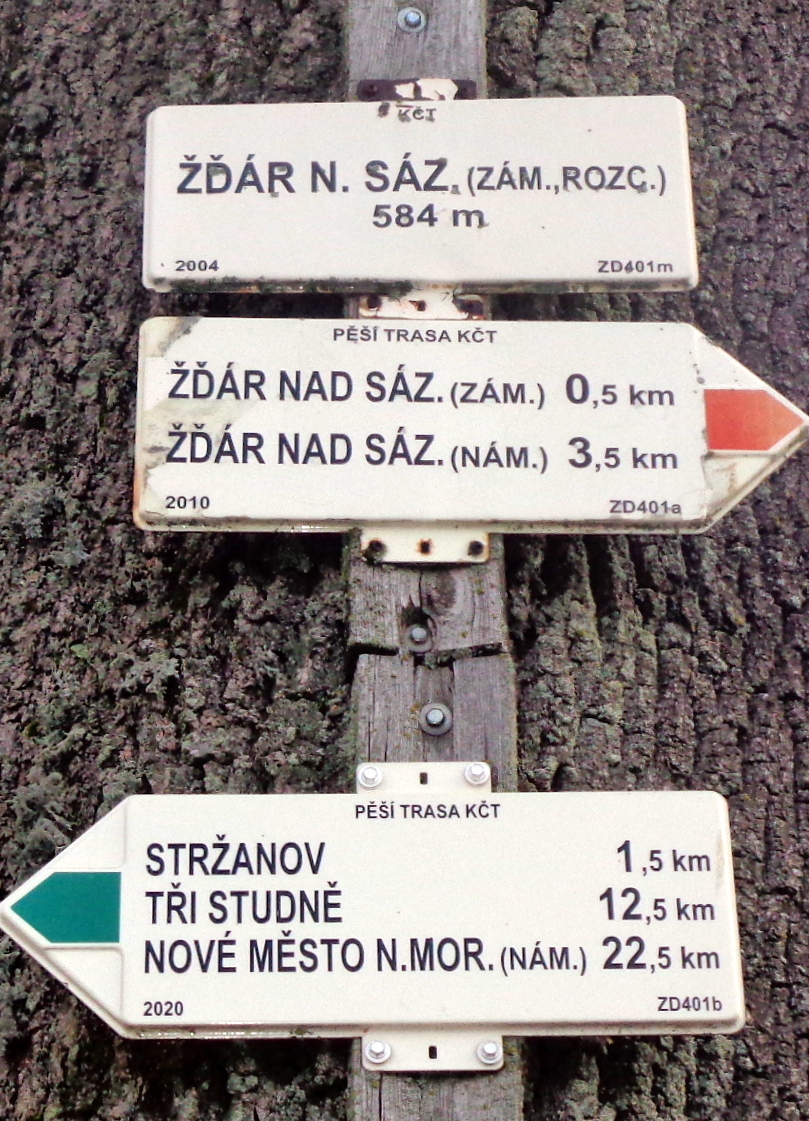 KČT
ŽĎÁR N. SÁZ. (ZÁM.,ROZC.)
584 m
2004 ZD401m
PĚŠÍ TRASA KČT
ŽĎÁR NAD SÁZ. (ZÁM.) 0,5 km
ŽĎÁR NAD SÁZ. (NÁM.) 3,5 km
2010 ZD401a
PĚŠÍ TRASA KČT
STRŽANOV 1,5 km
TŘI STUDNĚ 12,5 km
NOVÉ MĚSTO N.MOR. (NÁM.) 22,5 km
2020 ZD401b